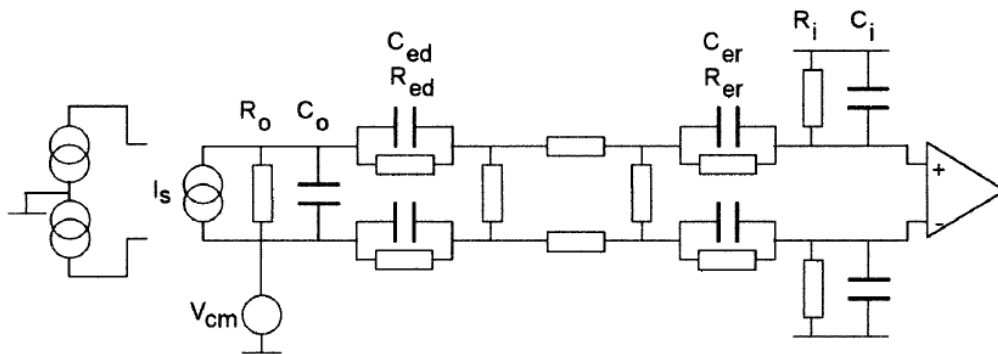 C_ed
R_ed
C_er
R_er
R_i
C_i
R_o
C_o
I_s
V_cm
+
-